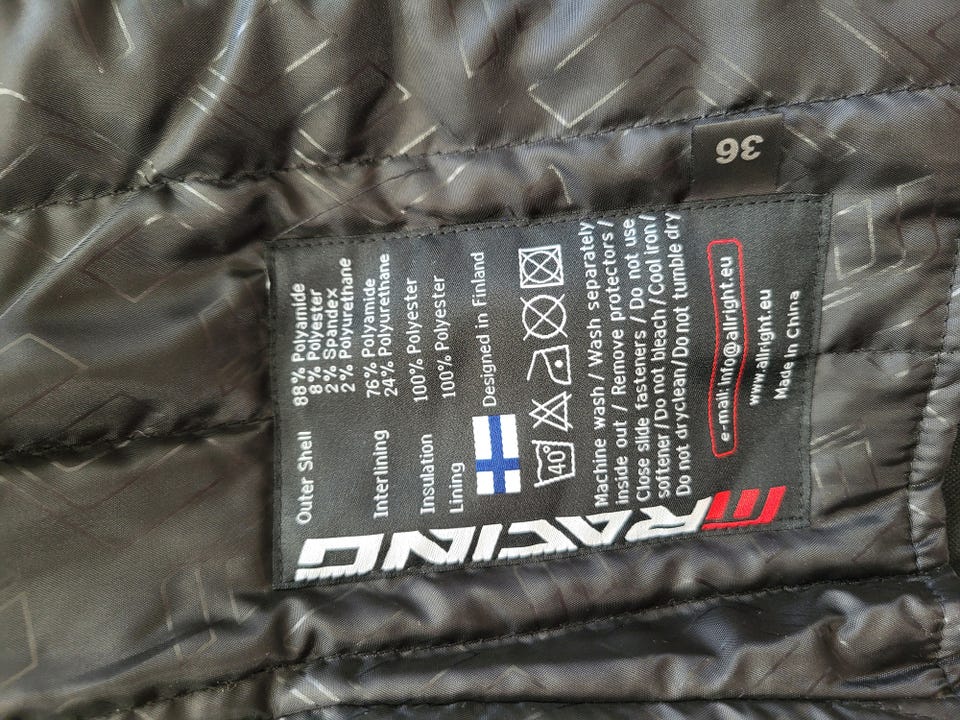 36
RACING
Outer Shell 88% Polyamide
8% Polyester
2% Spandex
2% Polyurethane
Interlining 76% Polyamide
24% Polyurethane
Insulation 100% Polyester
Lining 100% Polyester
Designed in Finland
40°
Machine wash/ Wash separately/
inside out / Remove protectors /
Close slide fasteners / Do not use
softener/Do not bleach /Cool iron/
Do not dryclean/Do not tumble dry
e-mail: info@allright.eu
www.allright.eu
Made in China